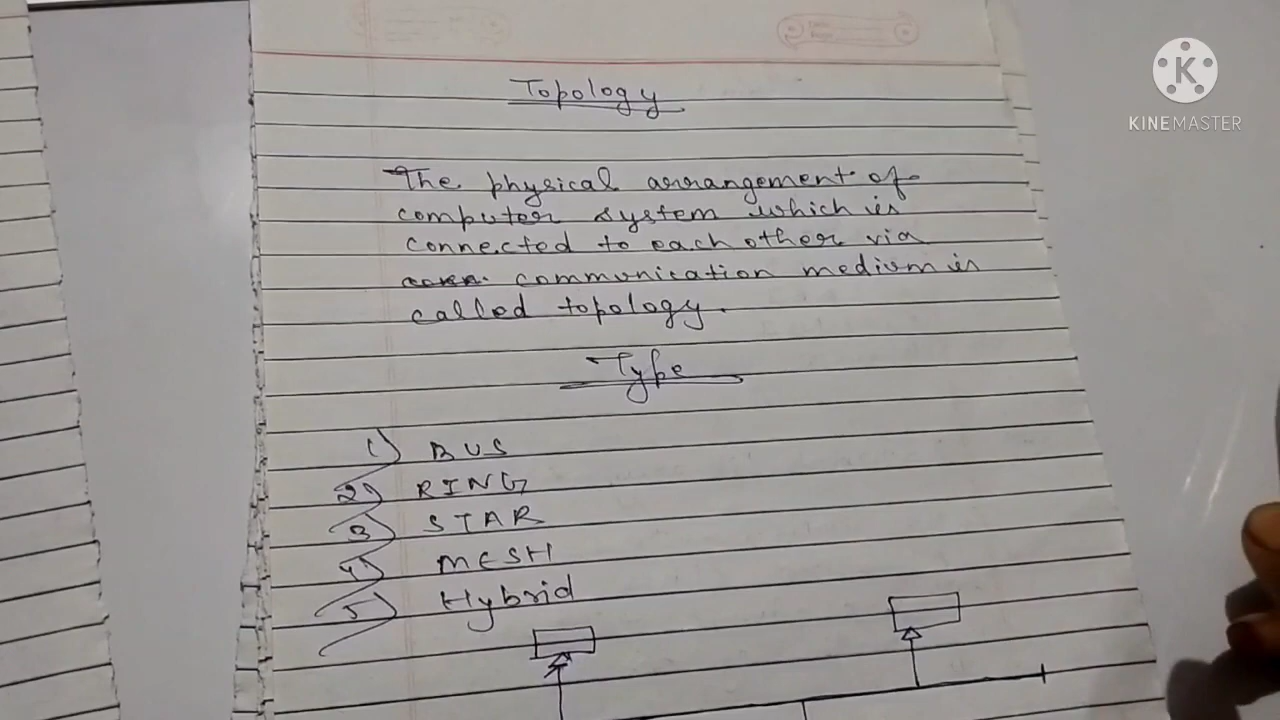 KINEMASTER
Topology
The physical arrangement of
computer system which is
connected to each other via
communication medium is
called topology.
Type
1) BUS
2) RING
3) STAR
4) MESH
5) Hybrid